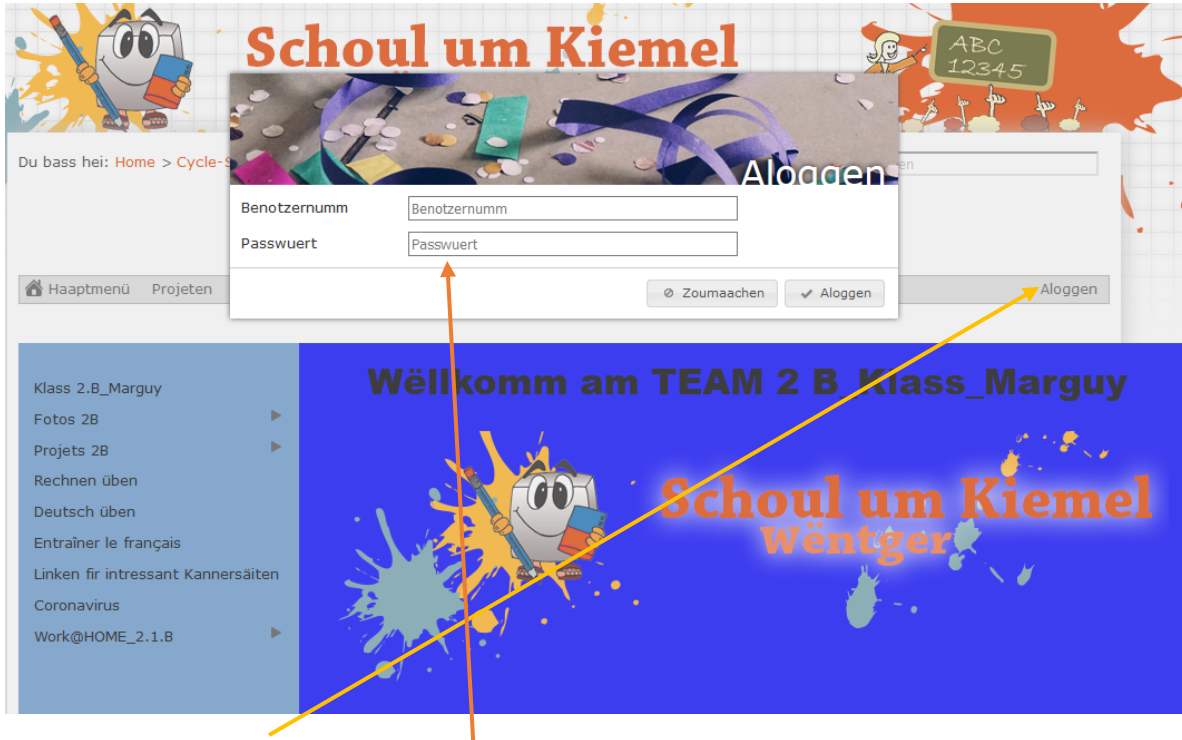 Schoul um Kiemel
ABC
12345
Aloggen
Du bass hei: Home > Cycle-S
en
Benotzernumm Benotzernumm
Passwuert Passwuert
Zoumaachen Aloggen
Haaptmenü Projeten Aloggen
Klass 2.B_Marguy
Fotos 2B
Projets 2B
Rechnen üben
Deutsch üben
Entraîner le français
Linken fir intressant Kannersäiten
Coronavirus
Work@HOME_2.1.B
Wëllkomm am TEAM 2 B_Klass_Marguy
Schoul um Kiemel
Wëntger